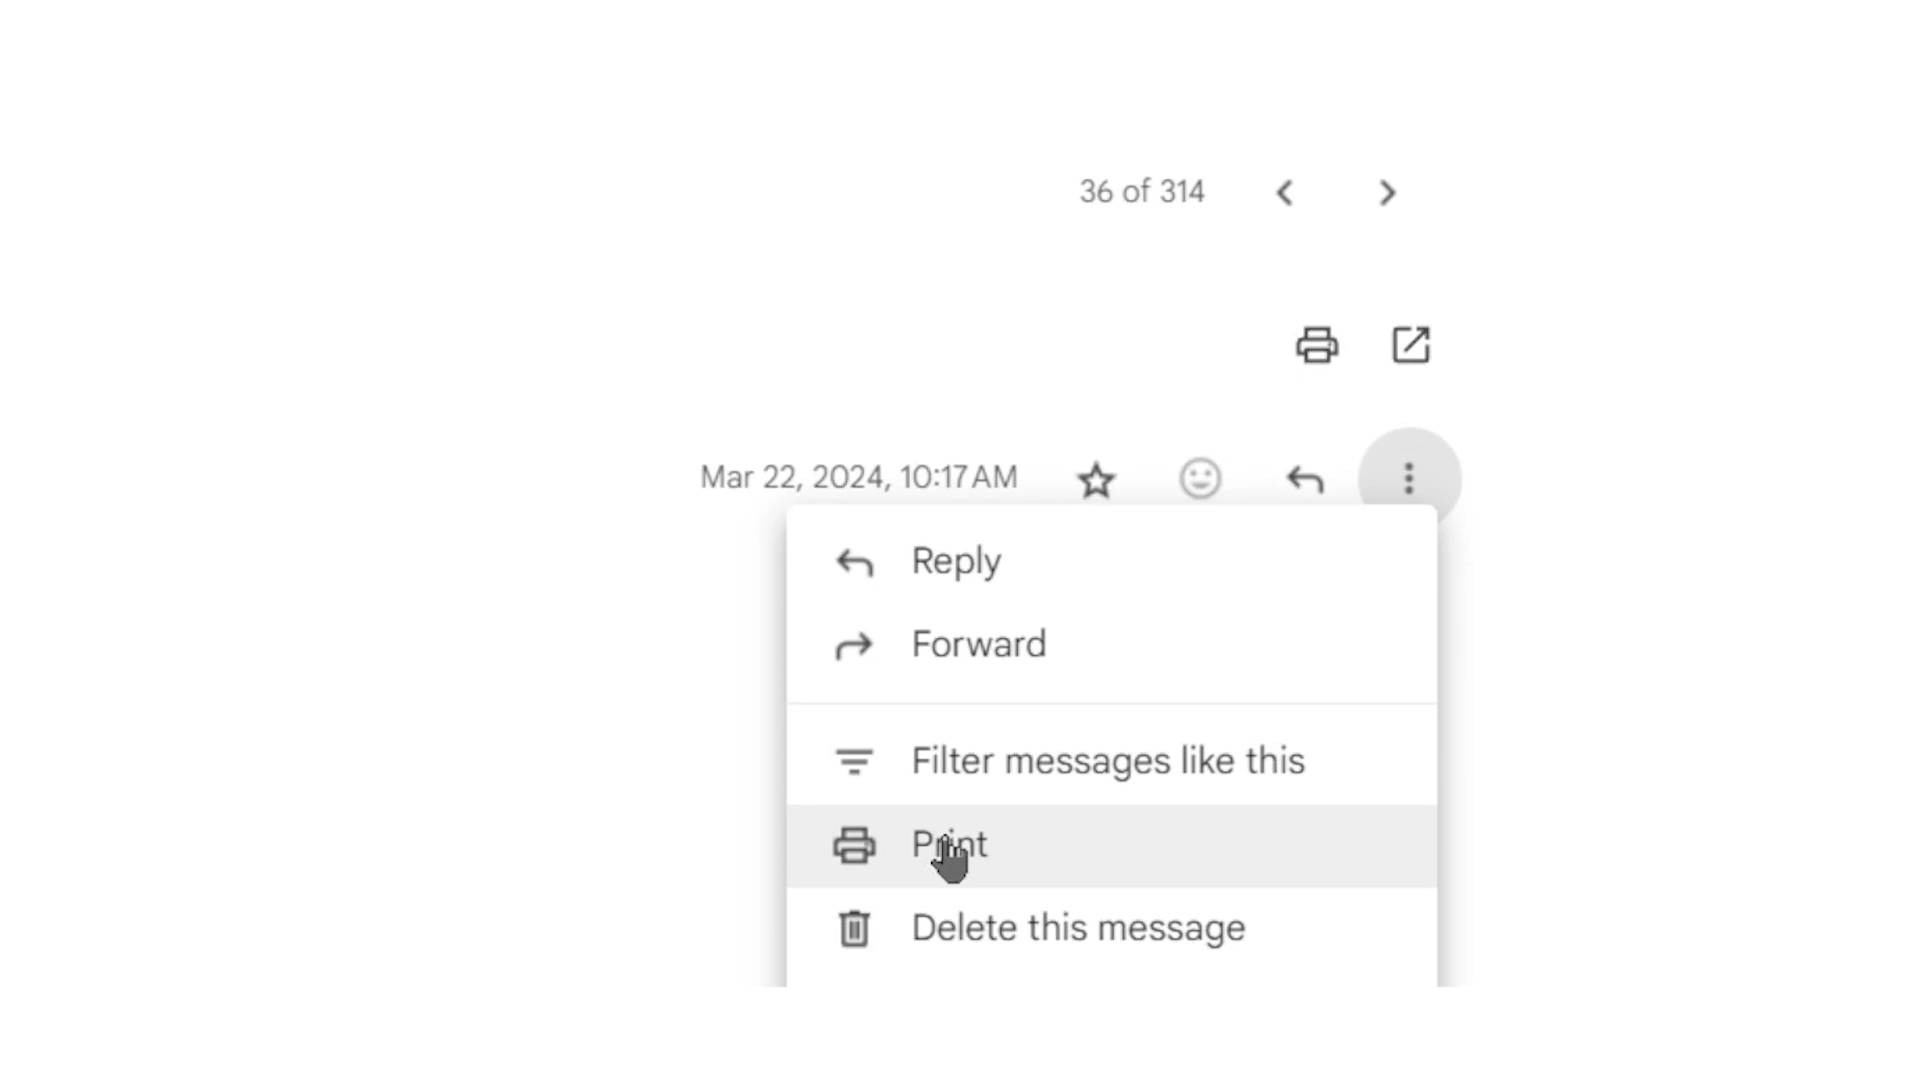 36 of 314
Mar 22, 2024, 10:17 AM
Reply
Forward
Filter messages like this
Print
Delete this message